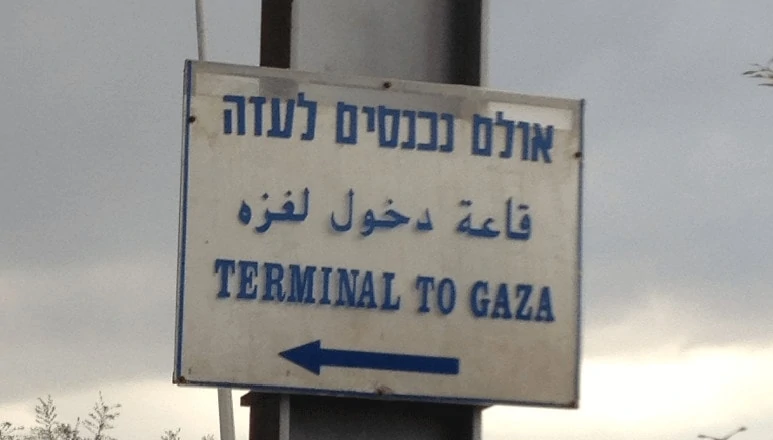 אולם נכנסים לעזה
قاعة دخول لغزه
TERMINAL TO GAZA